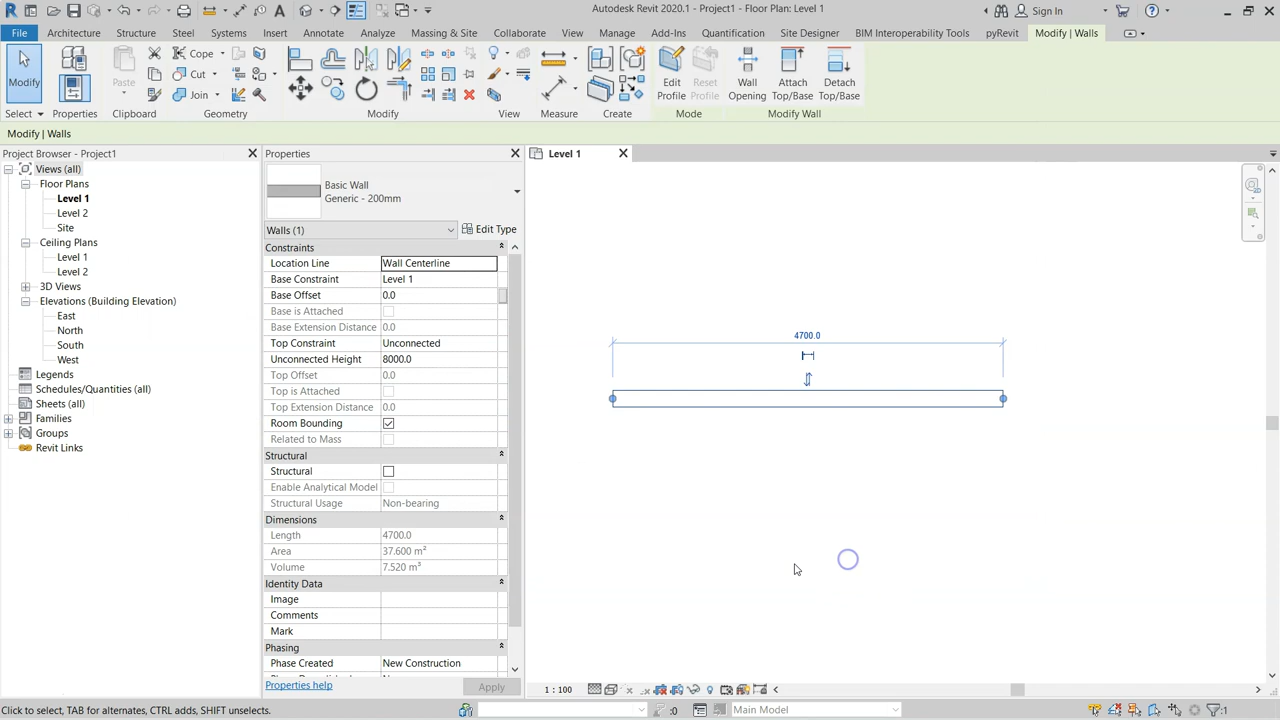 Autodesk Revit 2020.1 - Project1 - Floor Plan: Level 1
Sign In
File Architecture Structure Steel Systems Insert Annotate Analyze Massing & Site Collaborate View Manage Add-Ins Quantification Site Designer BIM Interoperability Tools pyRevit Modify | Walls
Modify Paste Cope Cut Join Edit Profile Reset Profile Wall Opening Attach Top/Base Detach Top/Base
Select Properties Clipboard Geometry Modify View Measure Create Mode Modify Wall
Modify | Walls
Project Browser - Project1
Views (all)
Floor Plans
Level 1
Level 2
Site
Ceiling Plans
Level 1
Level 2
3D Views
Elevations (Building Elevation)
East
North
South
West
Legends
Schedules/Quantities (all)
Sheets (all)
Families
Groups
Revit Links
Properties
Basic Wall
Generic - 200mm
Walls (1) Edit Type
Constraints
Location Line Wall Centerline
Base Constraint Level 1
Base Offset 0.0
Base is Attached
Base Extension Distance 0.0
Top Constraint Unconnected
Unconnected Height 8000.0
Top Offset 0.0
Top is Attached
Top Extension Distance 0.0
Room Bounding
Related to Mass
Structural
Structural
Enable Analytical Model
Structural Usage Non-bearing
Dimensions
Length 4700.0
Area 37.600 m²
Volume 7.520 m³
Identity Data
Image
Comments
Mark
Phasing
Phase Created New Construction
Properties help Apply
Level 1
4700.0
1 : 100
Click to select, TAB for alternates, CTRL adds, SHIFT unselects.
:0
Main Model
:1